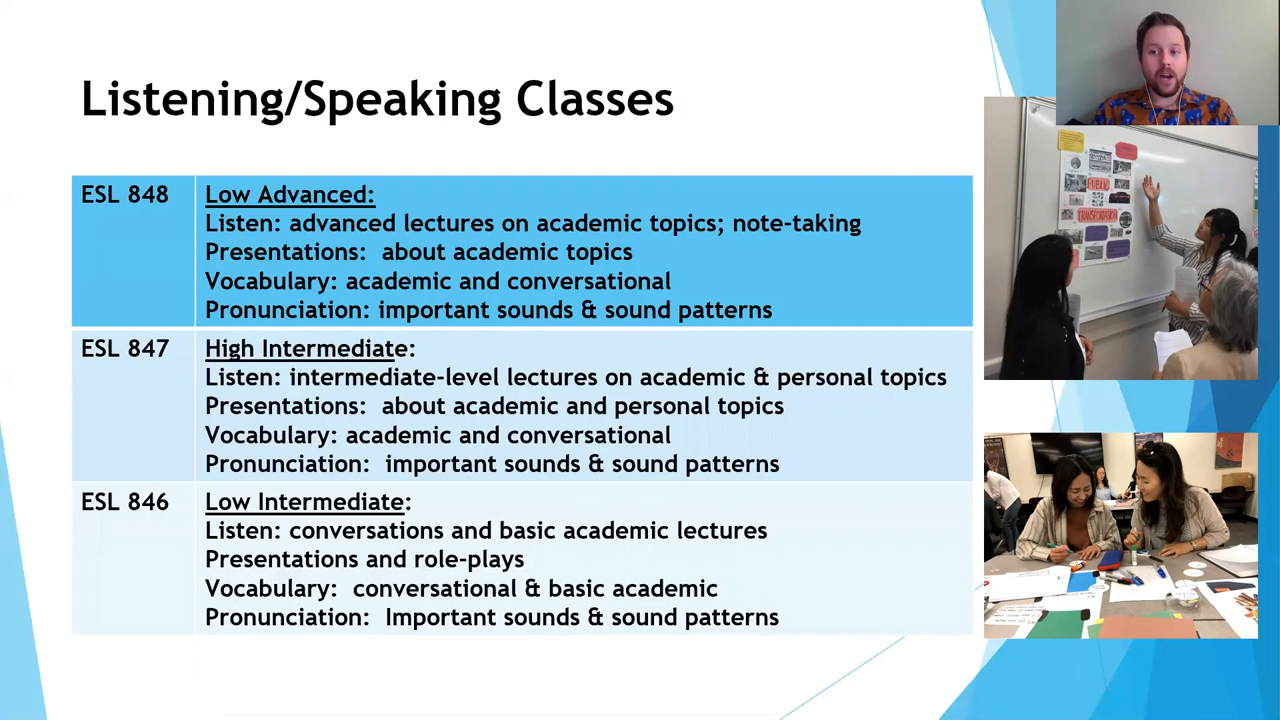 Listening/Speaking Classes
ESL 848
Low Advanced:
Listen: advanced lectures on academic topics; note-taking
Presentations:  about academic topics
Vocabulary: academic and conversational
Pronunciation: important sounds & sound patterns
ESL 847
High Intermediate:
Listen: intermediate-level lectures on academic & personal topics
Presentations:  about academic and personal topics
Vocabulary: academic and conversational
Pronunciation:  important sounds & sound patterns
ESL 846
Low Intermediate:
Listen: conversations and basic academic lectures
Presentations and role-plays
Vocabulary:  conversational & basic academic
Pronunciation:  Important sounds & sound patterns
PUBLIC
TRANSPORTATION